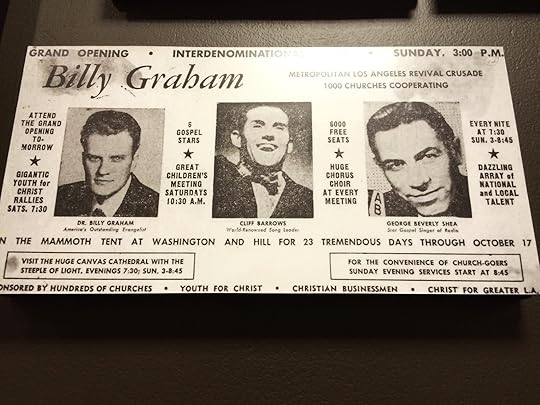 GRAND OPENING • INTERDENOMINATIONAL • SUNDAY, 3:00 P.M.
Billy Graham
METROPOLITAN LOS ANGELES REVIVAL CRUSADE
1000 CHURCHES COOPERATING
ATTEND
THE GRAND
OPENING
TO-
MORROW
★
GIGANTIC
YOUTH for
CHRIST
RALLIES
SATS. 7:30
DR. BILLY GRAHAM
America's Outstanding Evangelist
6
GOSPEL
STARS
★
GREAT
CHILDREN'S
MEETING
SATURDAYS
10:30 A.M.
CLIFF BARROWS
World-Renowned Song Leader
6000
FREE
SEATS
★
HUGE
CHORUS
CHOIR
AT EVERY
MEETING
GEORGE BEVERLY SHEA
Star Gospel Singer of Radio
EVERY NITE
AT 7:30
SUN. 3-8:45
★
DAZZLING
ARRAY of
NATIONAL
and LOCAL
TALENT
N THE MAMMOTH TENT AT WASHINGTON AND HILL FOR 23 TREMENDOUS DAYS THROUGH OCTOBER 17
VISIT THE HUGE CANVAS CATHEDRAL WITH THE
STEEPLE OF LIGHT, EVENINGS 7:30; SUN, 3-8:45
FOR THE CONVENIENCE OF CHURCH-GOERS
SUNDAY EVENING SERVICES START AT 8:45
ONSORED BY HUNDREDS OF CHURCHES • YOUTH FOR CHRIST • CHRISTIAN BUSINESSMEN • CHRIST FOR GREATER L.A.